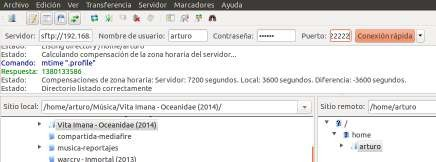 Archivo Edición Ver Transferencia Servidor Marcadores Ayuda
Servidor: sftp://192.168. Nombre de usuario: arturo Contraseña: •••••• Puerto: 22222 Conexión rápida
Estado: Listing directory /home/arturo
Estado: Calculando compensación de la zona horaria del servidor...
Comando: mtime ".profile"
Respuesta: 1380133586
Estado: Compensaciones de zona horaria: Servidor: 7200 segundos. Local: 3600 segundos. Diferencia: -3600 segundos.
Estado: Directorio listado correctamente
Sitio local: /home/arturo/Música/Vita Imana - Oceanidae (2014)/ Sitio remoto: /home/arturo
Vita Imana - Oceanidae (2014) /
compartida-mediafire home
musica-reportajes arturo
warcry - Inmortal (2013)